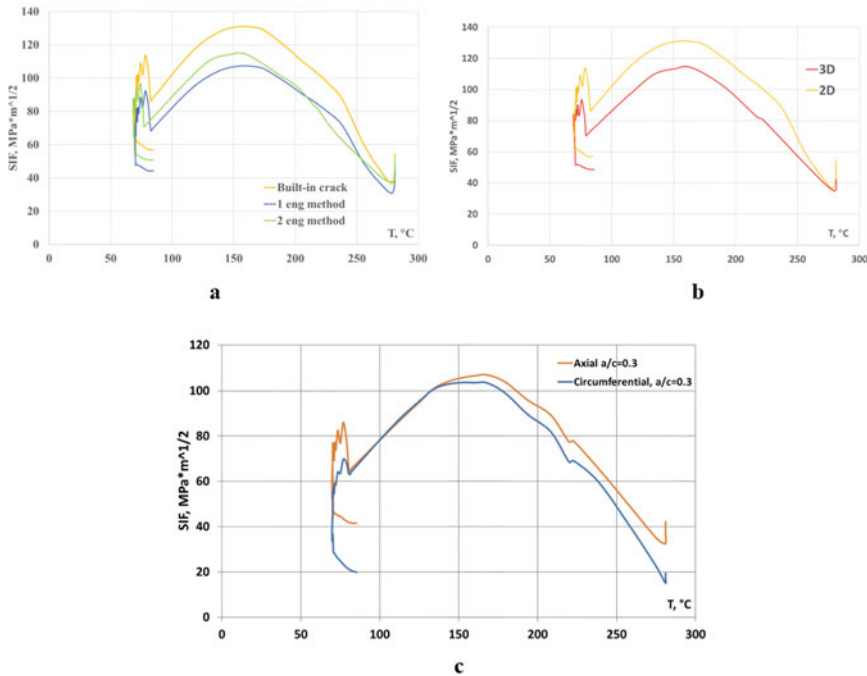 140
120
100
80
60
40
20
0
SIF, MPa*m^1/2
Built-in crack
1 eng method
2 eng method
T, °C
0 50 100 150 200 250 300
a
140
120
100
80
60
40
20
0
SIF, MPa*m^1/2
3D
2D
T, °C
0 50 100 150 200 250 300
b
120
100
80
60
40
20
0
SIF, MPa*m^1/2
Axial a/c=0.3
Circumferential, a/c=0.3
T, °C
0 50 100 150 200 250 300
c